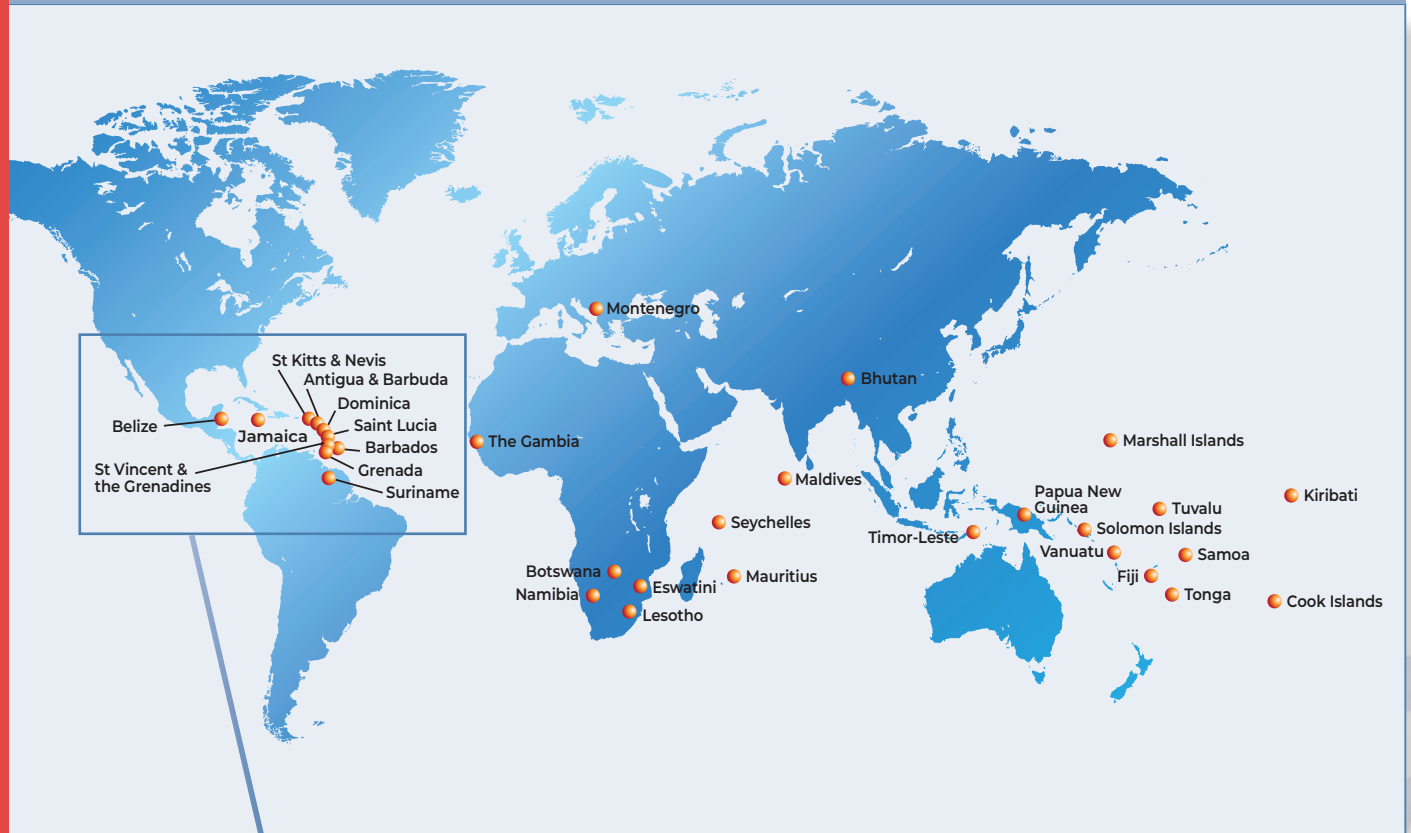 Montenegro
St Kitts & Nevis
Antigua & Barbuda
Bhutan
Dominica
Belize
Saint Lucia
Jamaica
The Gambia
Marshall Islands
Barbados
St Vincent &
the Grenadines
Grenada
Maldives
Suriname
Papua New
Guinea
Kiribati
Tuvalu
Seychelles
Solomon Islands
Timor-Leste
Vanuatu
Samoa
Botswana
Mauritius
Fiji
Eswatini
Namibia
Tonga
Cook Islands
Lesotho